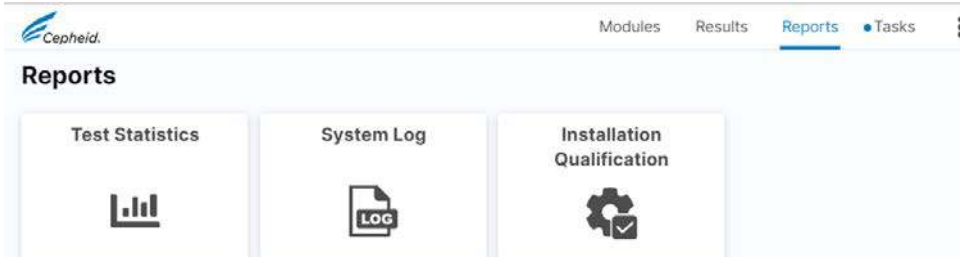 Cepheid.
Modules Results Reports Tasks
Reports
Test Statistics
System Log
Installation
Qualification
LOG